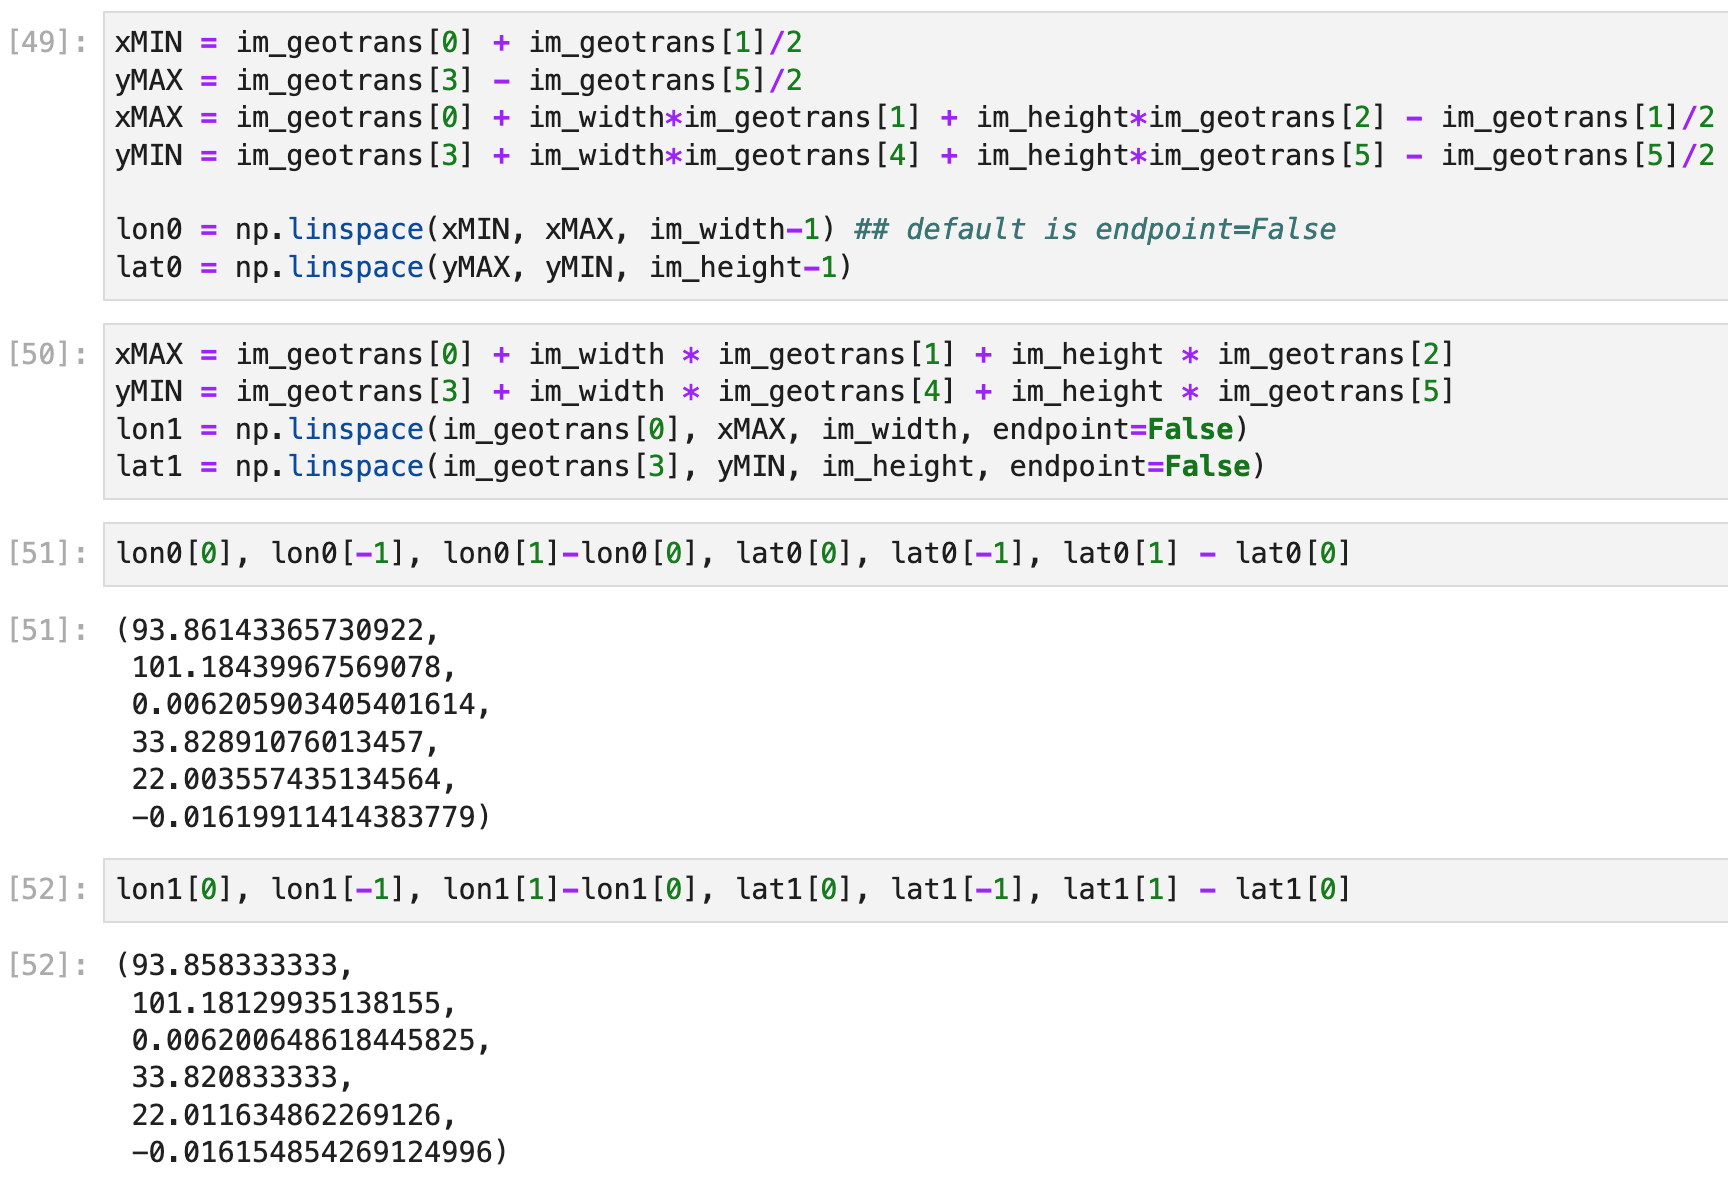 [49]: xMIN = im_geotrans[0] + im_geotrans[1]/2
yMAX = im_geotrans[3] - im_geotrans[5]/2
xMAX = im_geotrans[0] + im_width*im_geotrans[1] + im_height*im_geotrans[2] - im_geotrans[1]/2
yMIN = im_geotrans[3] + im_width*im_geotrans[4] + im_height*im_geotrans[5] - im_geotrans[5]/2
lon0 = np.linspace(xMIN, xMAX, im_width-1) ## default is endpoint=False
lat0 = np.linspace(yMAX, yMIN, im_height-1)
[50]: xMAX = im_geotrans[0] + im_width * im_geotrans[1] + im_height * im_geotrans[2]
yMIN = im_geotrans[3] + im_width * im_geotrans[4] + im_height * im_geotrans[5]
lon1 = np.linspace(im_geotrans[0], xMAX, im_width, endpoint=False)
lat1 = np.linspace(im_geotrans[3], yMIN, im_height, endpoint=False)
[51]: lon0[0], lon0[-1], lon0[1]-lon0[0], lat0[0], lat0[-1], lat0[1] - lat0[0]
[51]: (93.86143365730922,
101.18439967569078,
0.006205903405401614,
33.82891076013457,
22.003557435134564,
-0.01619911414383779)
[52]: lon1[0], lon1[-1], lon1[1]-lon1[0], lat1[0], lat1[-1], lat1[1] - lat1[0]
[52]: (93.858333333,
101.18129935138155,
0.006200648618445825,
33.820833333,
22.011634862269126,
-0.016154854269124996)